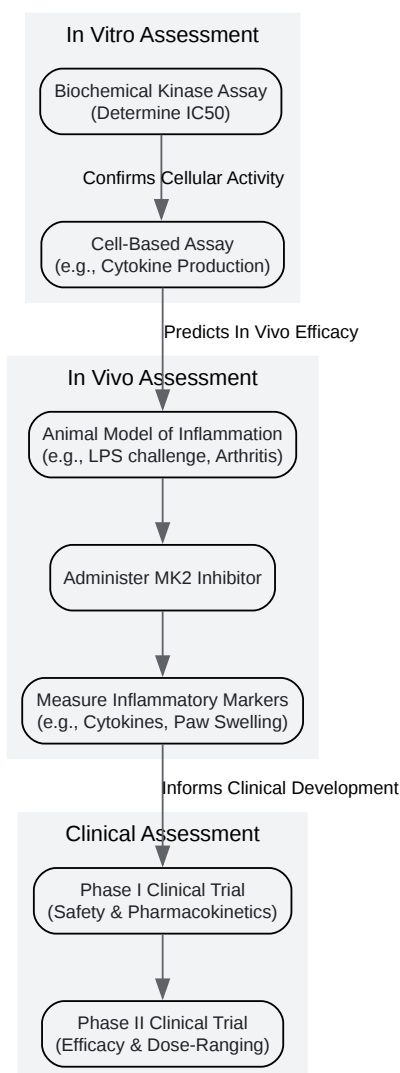 In Vitro Assessment
Biochemical Kinase Assay
(Determine IC50)
Confirms Cellular Activity
Cell-Based Assay
(e.g., Cytokine Production)
Predicts In Vivo Efficacy
In Vivo Assessment
Animal Model of Inflammation
(e.g., LPS challenge, Arthritis)
Administer MK2 Inhibitor
Measure Inflammatory Markers
(e.g., Cytokines, Paw Swelling)
Informs Clinical Development
Clinical Assessment
Phase I Clinical Trial
(Safety & Pharmacokinetics)
Phase II Clinical Trial
(Efficacy & Dose-Ranging)